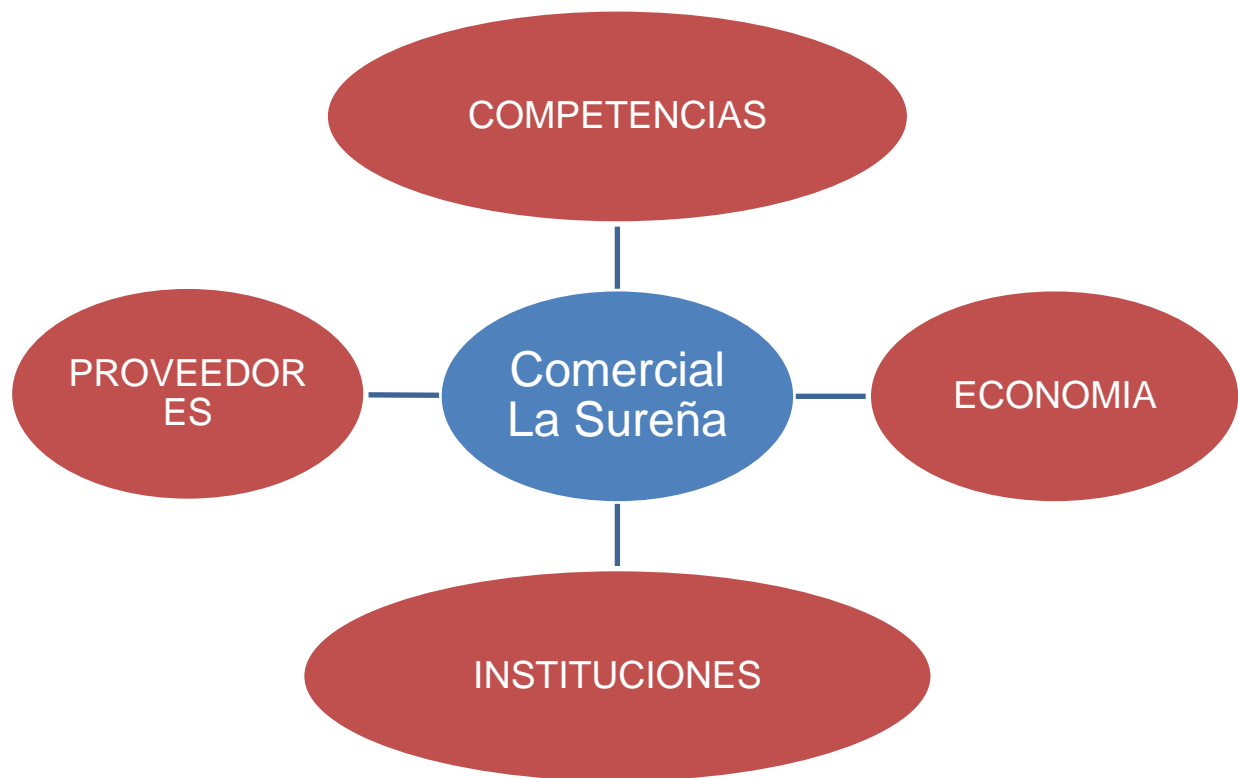 COMPETENCIAS
PROVEEDOR
ES
Comercial
La Sureña
ECONOMIA
INSTITUCIONES